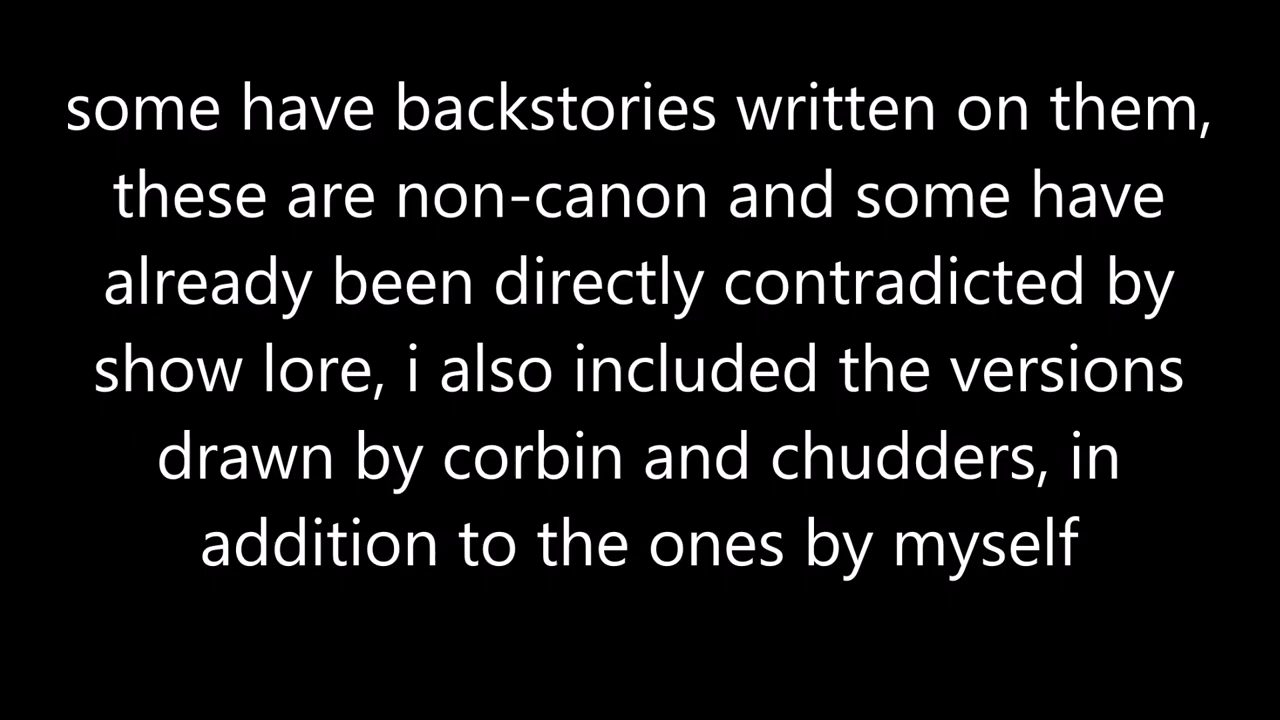 some have backstories written on them,
these are non-canon and some have
already been directly contradicted by
show lore, i also included the versions
drawn by corbin and chudders, in
addition to the ones by myself